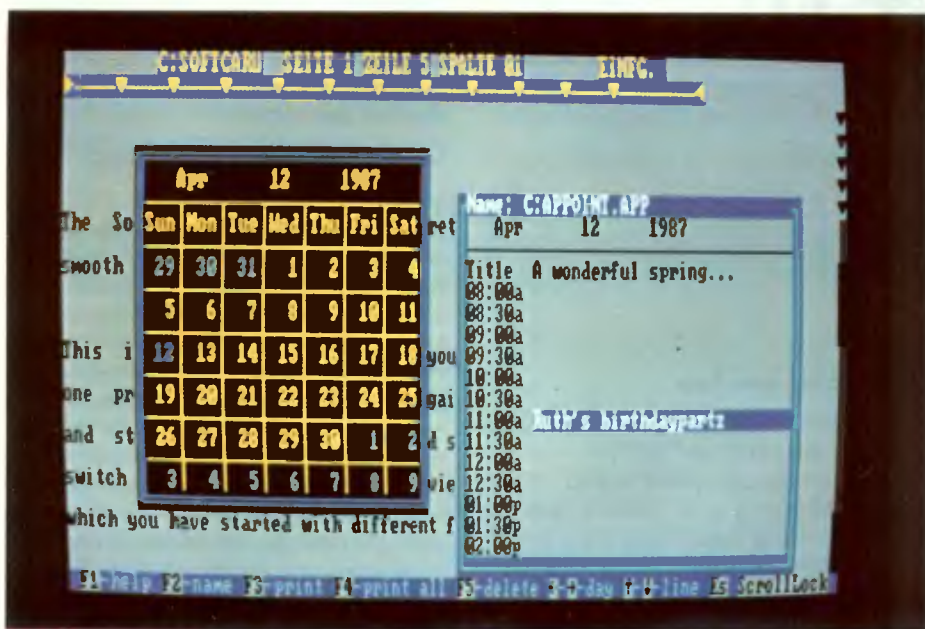 C:SOFTCARD SEITE 1 ZEILE 5 SPALTE 01 EINFG.
Apr 12 1987
Sun Mon Tue Wed Thu Fri Sat
29 30 31 1 2 3 4
5 6 7 8 9 10 11
12 13 14 15 16 17 18
19 20 21 22 23 24 25
26 27 28 29 30 1 2
3 4 5 6 7 8 9
The So
ret
smooth
This i
you
one pr
gai
and st
d s
switch
vie
which you have started with different f
Name: C:APPOINT.APP
Apr 12 1987
Title A wonderful spring...
08:00a
08:30a
09:00a
09:30a
10:00a
10:30a
11:00a Ruth's birthdaypartz
11:30a
12:00a
12:30a
01:00p
01:30p
02:00p
F1-help F2-name F3-print F4-print all F5-delete -day -line Es ScrollLock